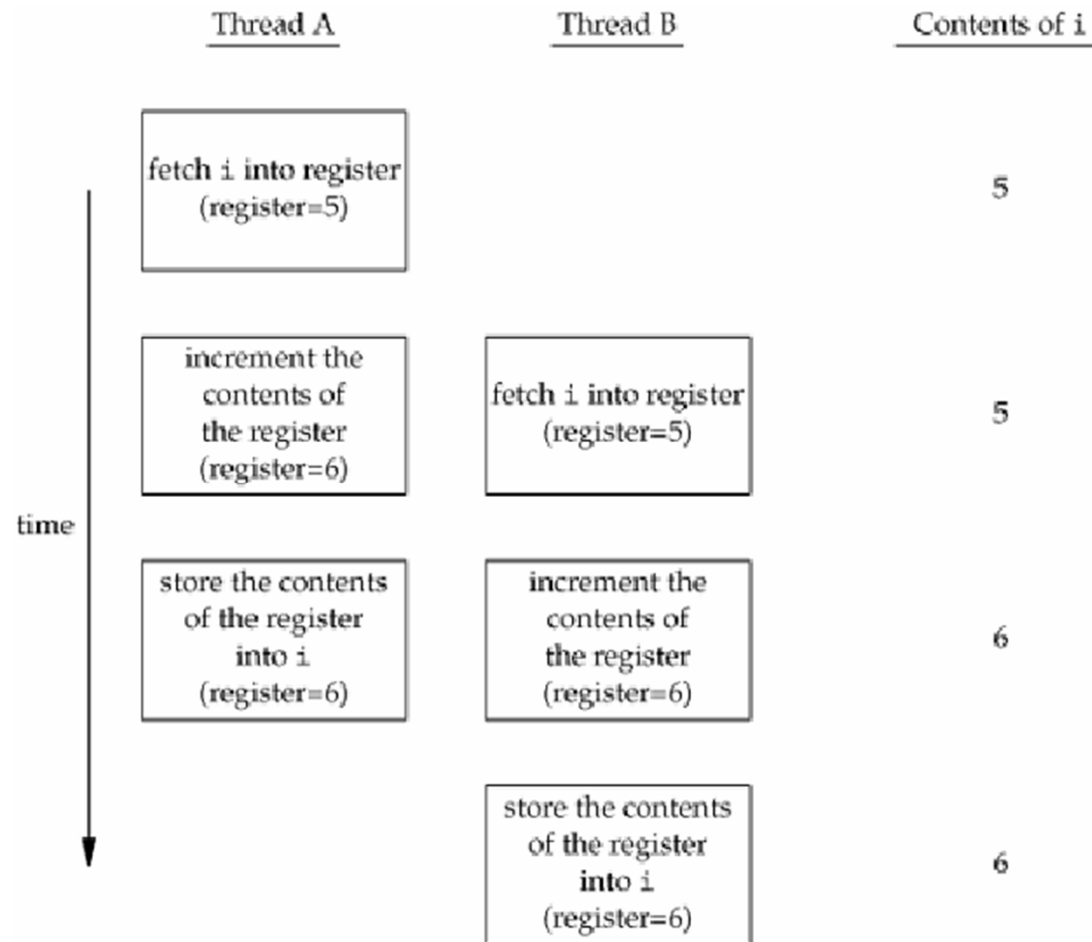 Thread A Thread B Contents of i
fetch i into register
(register=5)
5
increment the
contents of
the register
(register=6)
fetch i into register
(register=5)
5
time
store the contents
of the register
into i
(register=6)
increment the
contents of
the register
(register=6)
6
store the contents
of the register
into i
(register=6)
6